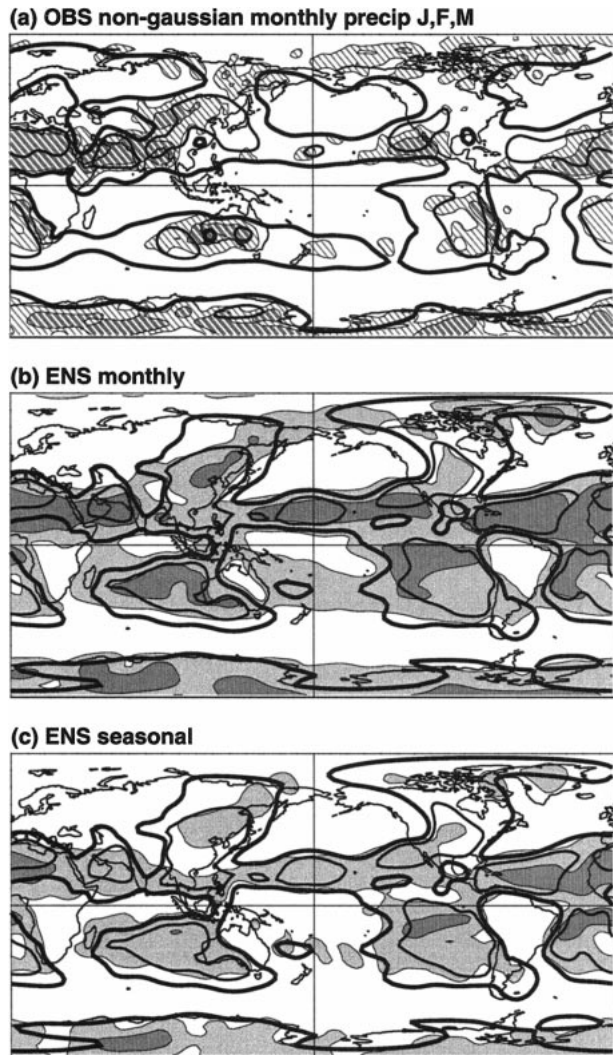 (a) OBS non-gaussian monthly precip J,F,M
(b) ENS monthly
(c) ENS seasonal